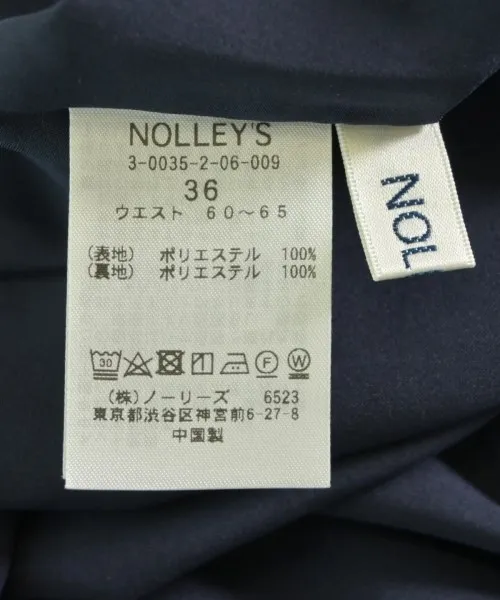 NOLLEY'S
3-0035-2-06-009
36
ウエスト 60〜65
(表地) ポリエステル 100%
(裏地) ポリエステル 100%
30 F W
(株)ノーリーズ 6523
東京都渋谷区神宮前6-27-8
中国製
NOL